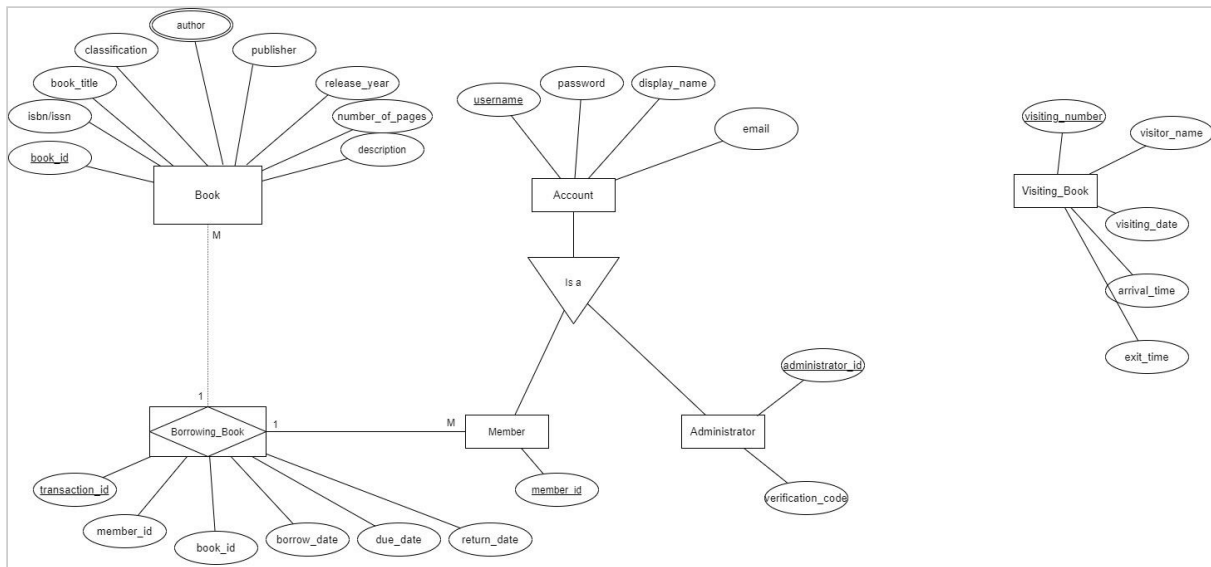 author
classification
publisher
book_title
release_year
isbn/issn
number_of_pages
book_id
description
Book
M
1
Borrowing_Book
1
M
transaction_id
member_id
book_id
borrow_date
due_date
return_date
username
password
display_name
email
Account
Is a
Member
member_id
Administrator
administrator_id
verification_code
visiting_number
visitor_name
Visiting_Book
visiting_date
arrival_time
exit_time